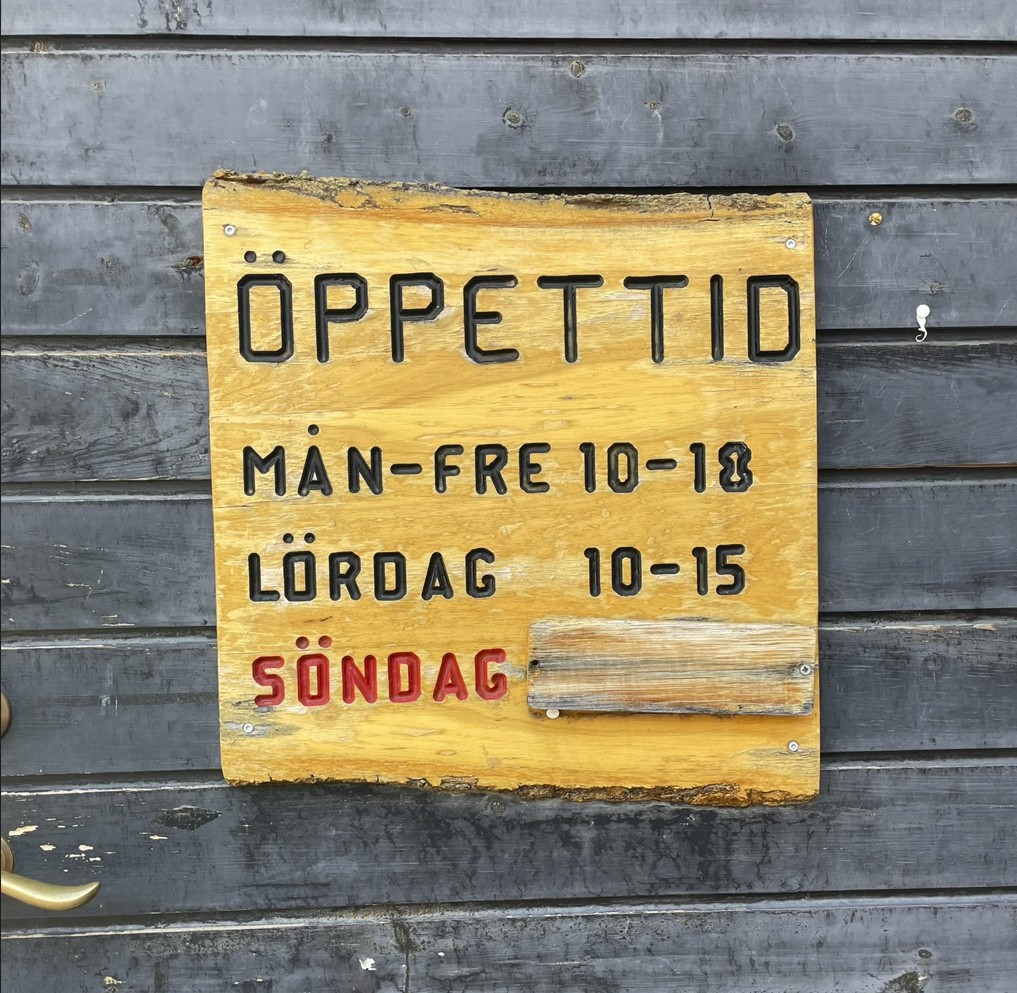 ÖPPETTID
MÅN-FRE 10-18
LÖRDAG 10-15
SÖNDAG